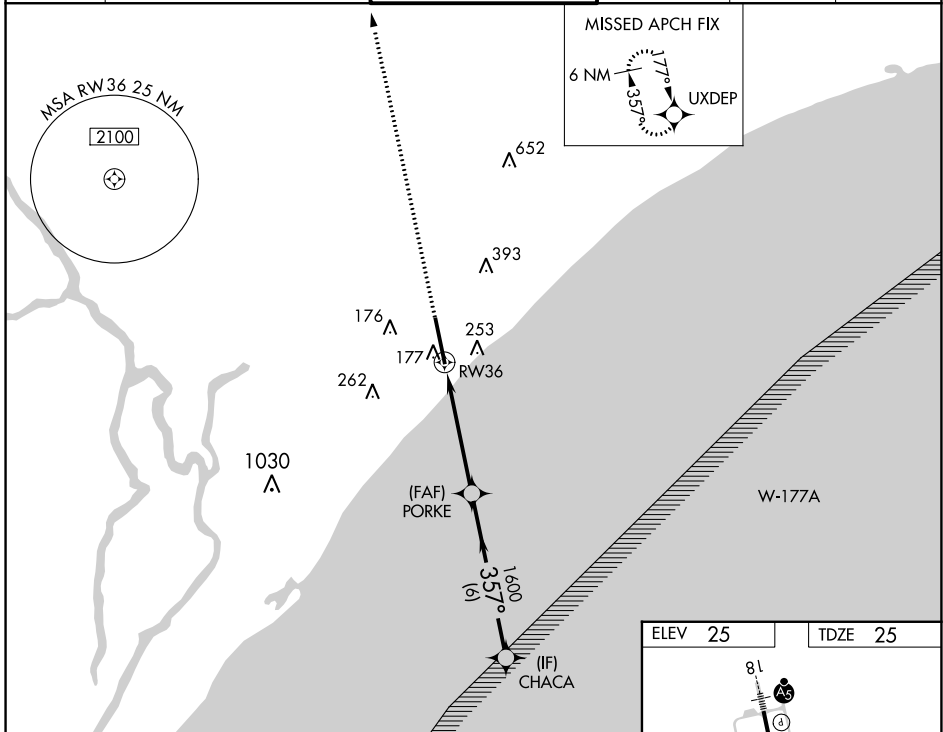 MISSED APCH FIX
6 NM
177°
357°
UXDEP
MSA RW36 25 NM
2100
652
393
176
253
177
RW36
262
1030
(FAF)
PORKE
W-177A
1600
357°
(6)
(IF)
CHACA
ELEV 25
TDZE 25
18
A5
P